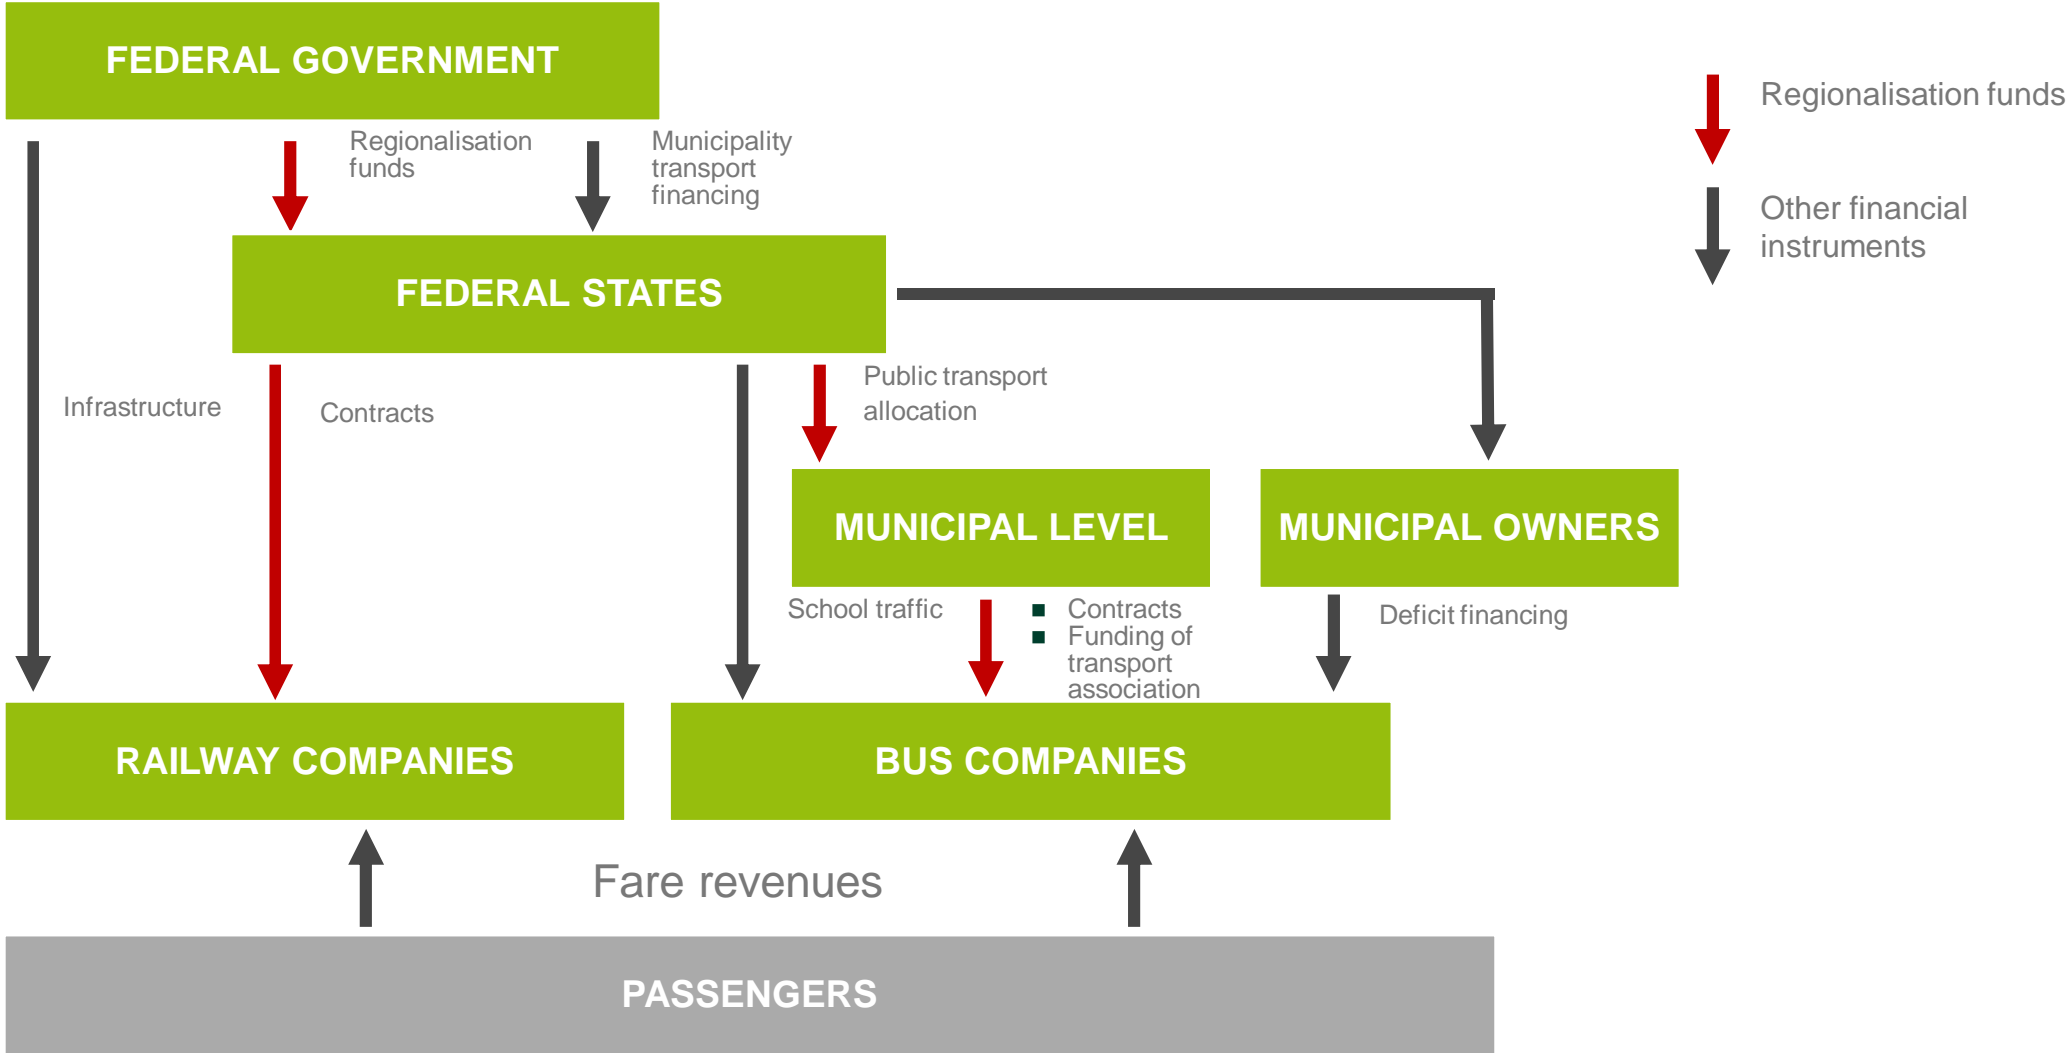 FEDERAL GOVERNMENT
Regionalisation
funds
Municipality
transport
financing
Regionalisation funds
Other financial
instruments
FEDERAL STATES
Infrastructure
Contracts
Public transport
allocation
MUNICIPAL LEVEL
MUNICIPAL OWNERS
School traffic
■ Contracts
■ Funding of
transport
association
Deficit financing
RAILWAY COMPANIES
BUS COMPANIES
Fare revenues
PASSENGERS